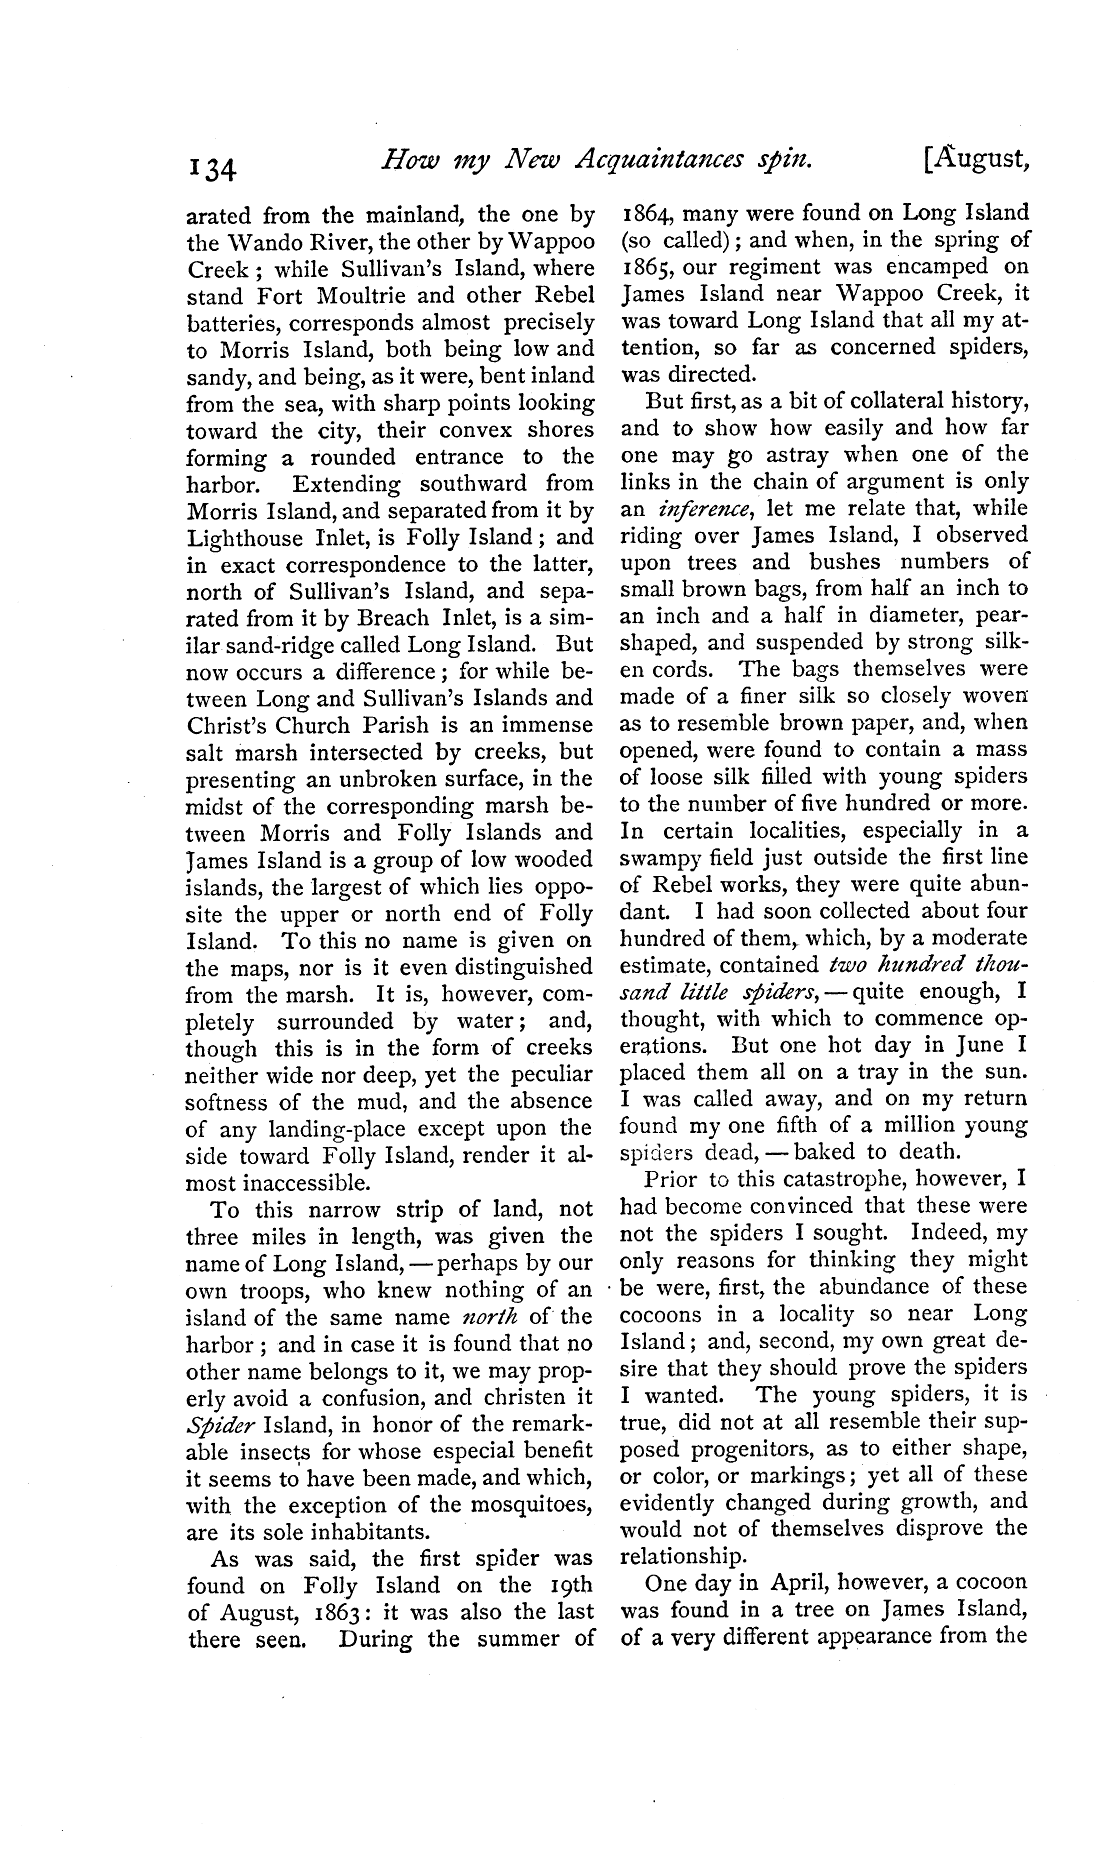 134 How my New Acquaintances spin. [August,
arated from the mainland, the one by
the Wando River, the other by Wappoo
Creek ; while Sullivan's Island, where
stand Fort Moultrie and other Rebel
batteries, corresponds almost precisely
to Morris Island, both being low and
sandy, and being, as it were, bent inland
from the sea, with sharp points looking
toward the city, their convex shores
forming a rounded entrance to the
harbor. Extending southward from
Morris Island, and separated from it by
Lighthouse Inlet, is Folly Island ; and
in exact correspondence to the latter,
north of Sullivan's Island, and sepa-
rated from it by Breach Inlet, is a sim-
ilar sand-ridge called Long Island. But
now occurs a difference ; for while be-
tween Long and Sullivan's Islands and
Christ's Church Parish is an immense
salt marsh intersected by creeks, but
presenting an unbroken surface, in the
midst of the corresponding marsh be-
tween Morris and Folly Islands and
James Island is a group of low wooded
islands, the largest of which lies oppo-
site the upper or north end of Folly
Island. To this no name is given on
the maps, nor is it even distinguished
from the marsh. It is, however, com-
pletely surrounded by water ; and,
though this is in the form of creeks
neither wide nor deep, yet the peculiar
softness of the mud, and the absence
of any landing-place except upon the
side toward Folly Island, render it al-
most inaccessible.
To this narrow strip of land, not
three miles in length, was given the
name of Long Island, — perhaps by our
own troops, who knew nothing of an
island of the same name north of the
harbor ; and in case it is found that no
other name belongs to it, we may prop-
erly avoid a confusion, and christen it
Spider Island, in honor of the remark-
able insects for whose especial benefit
it seems to have been made, and which,
with the exception of the mosquitoes,
are its sole inhabitants.
As was said, the first spider was
found on Folly Island on the 19th
of August, 1863 : it was also the last
there seen. During the summer of
1864, many were found on Long Island
(so called) ; and when, in the spring of
1865, our regiment was encamped on
James Island near Wappoo Creek, it
was toward Long Island that all my at-
tention, so far as concerned spiders,
was directed.
But first, as a bit of collateral history,
and to show how easily and how far
one may go astray when one of the
links in the chain of argument is only
an inference, let me relate that, while
riding over James Island, I observed
upon trees and bushes numbers of
small brown bags, from half an inch to
an inch and a half in diameter, pear-
shaped, and suspended by strong silk-
en cords. The bags themselves were
made of a finer silk so closely woven
as to resemble brown paper, and, when
opened, were found to contain a mass
of loose silk filled with young spiders
to the number of five hundred or more.
In certain localities, especially in a
swampy field just outside the first line
of Rebel works, they were quite abun-
dant. I had soon collected about four
hundred of them, which, by a moderate
estimate, contained two hundred thou-
sand little spiders, — quite enough, I
thought, with which to commence op-
erations. But one hot day in June I
placed them all on a tray in the sun.
I was called away, and on my return
found my one fifth of a million young
spiders dead, — baked to death.
Prior to this catastrophe, however, I
had become convinced that these were
not the spiders I sought. Indeed, my
only reasons for thinking they might
be were, first, the abundance of these
cocoons in a locality so near Long
Island ; and, second, my own great de-
sire that they should prove the spiders
I wanted. The young spiders, it is
true, did not at all resemble their sup-
posed progenitors, as to either shape,
or color, or markings ; yet all of these
evidently changed during growth, and
would not of themselves disprove the
relationship.
One day in April, however, a cocoon
was found in a tree on James Island,
of a very different appearance from the